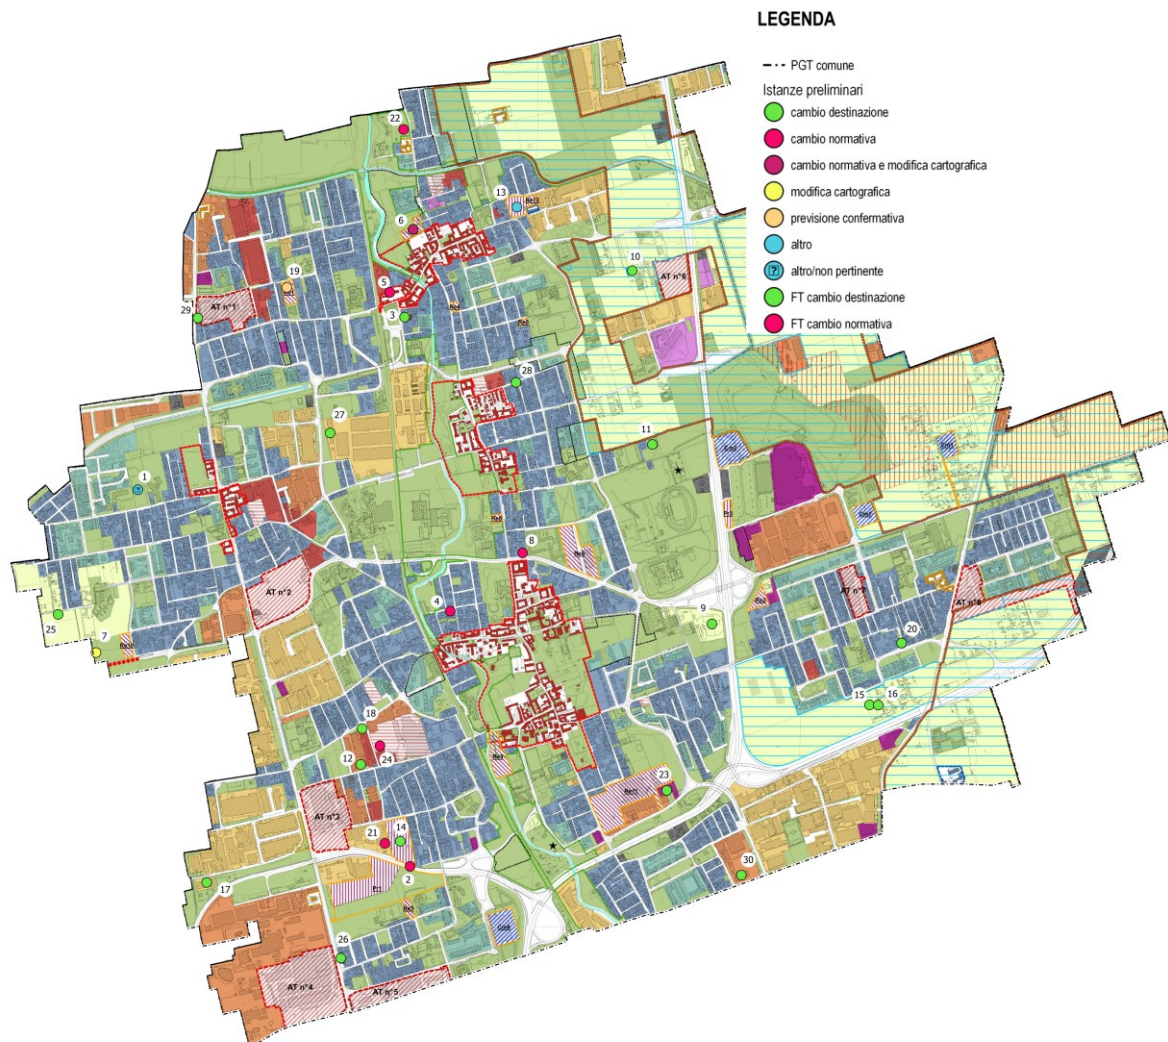 LEGENDA
PGT comune
Istanze preliminari
cambio destinazione
cambio normativa
cambio normativa e modifica cartografica
modifica cartografica
previsione confermativa
altro
?
altro/non pertinente
FT cambio destinazione
FT cambio normativa
22
13
6
10
AT n°6
19
5
29
AT n°1
3
28
27
11
1
8
AT n°2
4
9
AT n°7
AT n°8
25
7
20
15
16
18
12
24
23
AT n°3
21
14
2
Pr1
17
30
26
AT n°4
AT n°5